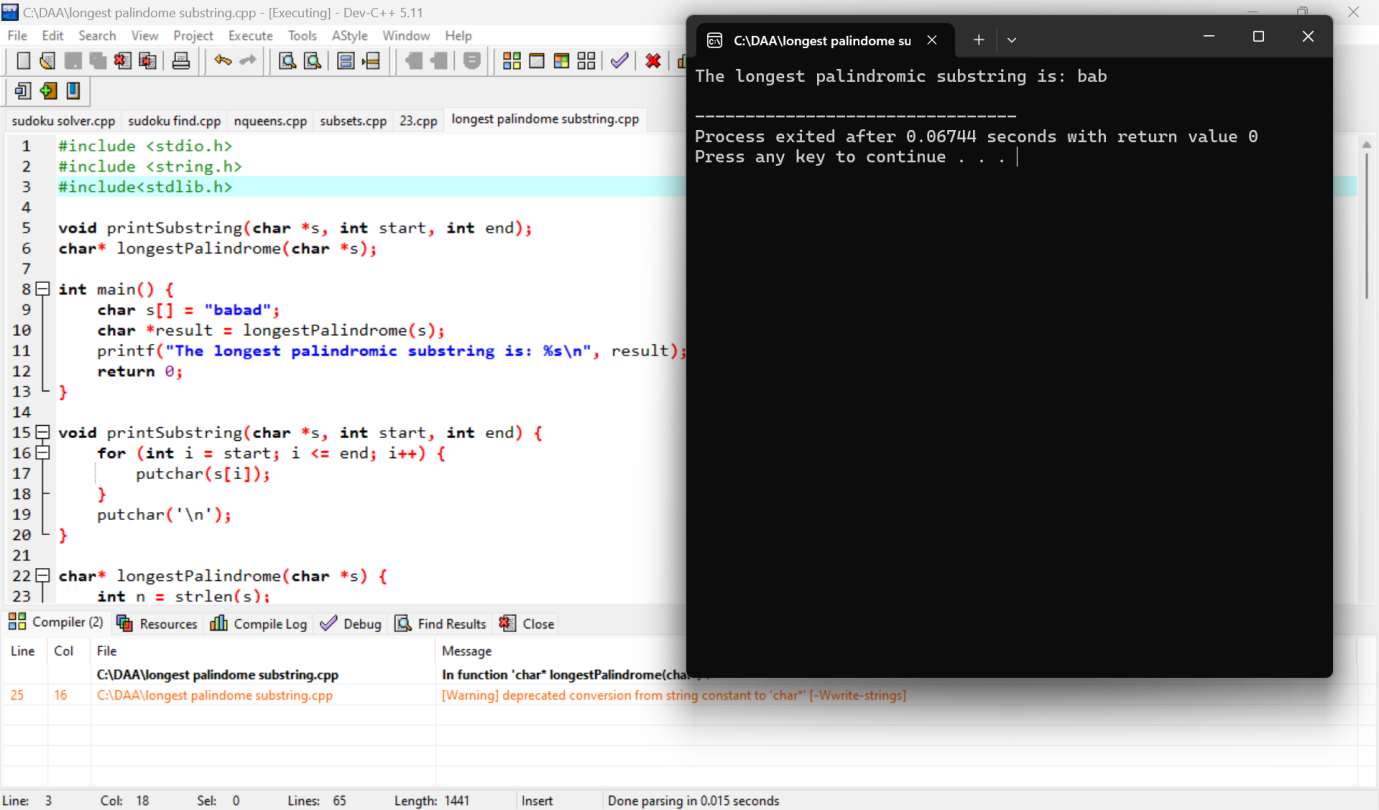 C:\DAA\longest palindome substring.cpp - [Executing] - Dev-C++ 5.11
File Edit Search View Project Execute Tools AStyle Window Help
sudoku solver.cpp sudoku find.cpp nqueens.cpp subsets.cpp 23.cpp longest palindome substring.cpp
1 #include <stdio.h>
2 #include <string.h>
3 #include<stdlib.h>
4
5 void printSubstring(char *s, int start, int end);
6 char* longestPalindrome(char *s);
7
8 int main() {
9 char s[] = "babad";
10 char *result = longestPalindrome(s);
11 printf("The longest palindromic substring is: %s\n", result);
12 return 0;
13 }
14
15 void printSubstring(char *s, int start, int end) {
16 for (int i = start; i <= end; i++) {
17 putchar(s[i]);
18 }
19 putchar('\n');
20 }
21
22 char* longestPalindrome(char *s) {
23 int n = strlen(s);
C:\DAA\longest palindome su
The longest palindromic substring is: bab
--------------------------------
Process exited after 0.06744 seconds with return value 0
Press any key to continue . . .
Compiler (2) Resources Compile Log Debug Find Results Close
Line Col File Message
C:\DAA\longest palindome substring.cpp In function 'char* longestPalindrome(cha
25 16 C:\DAA\longest palindome substring.cpp [Warning] deprecated conversion from string constant to 'char*' [-Wwrite-strings]
Line: 3 Col: 18 Sel: 0 Lines: 65 Length: 1441 Insert Done parsing in 0.015 seconds